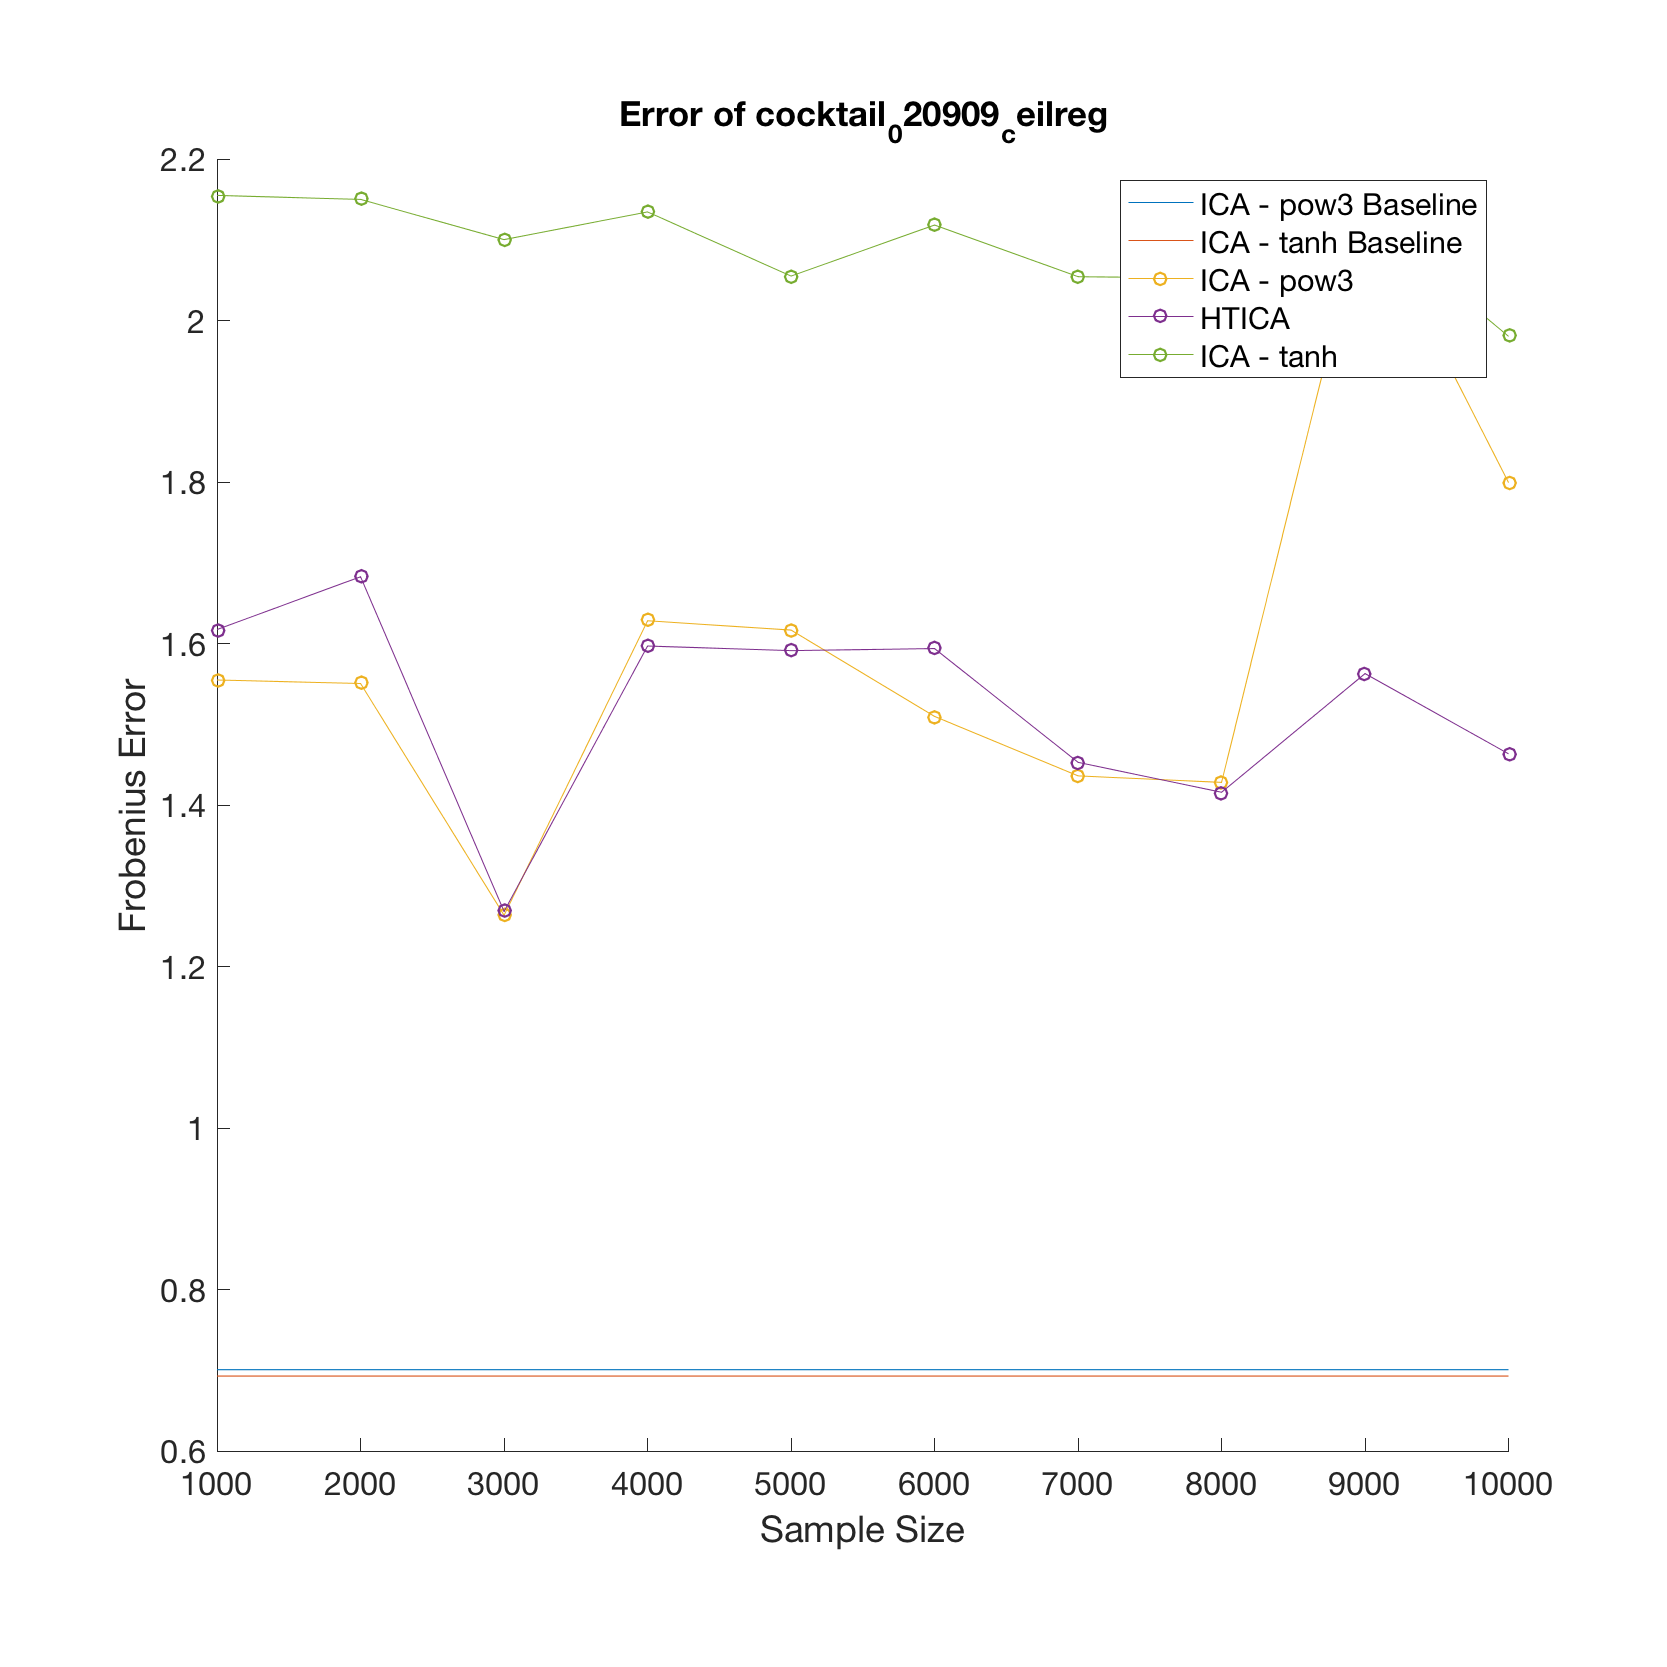 Error of cocktail_020909_ceilreg
2.2
2
1.8
1.6
1.4
1.2
1
0.8
0.6
Frobenius Error
ICA - pow3 Baseline
ICA - tanh Baseline
ICA - pow3
HTICA
ICA - tanh
1000 2000 3000 4000 5000 6000 7000 8000 9000 10000
Sample Size